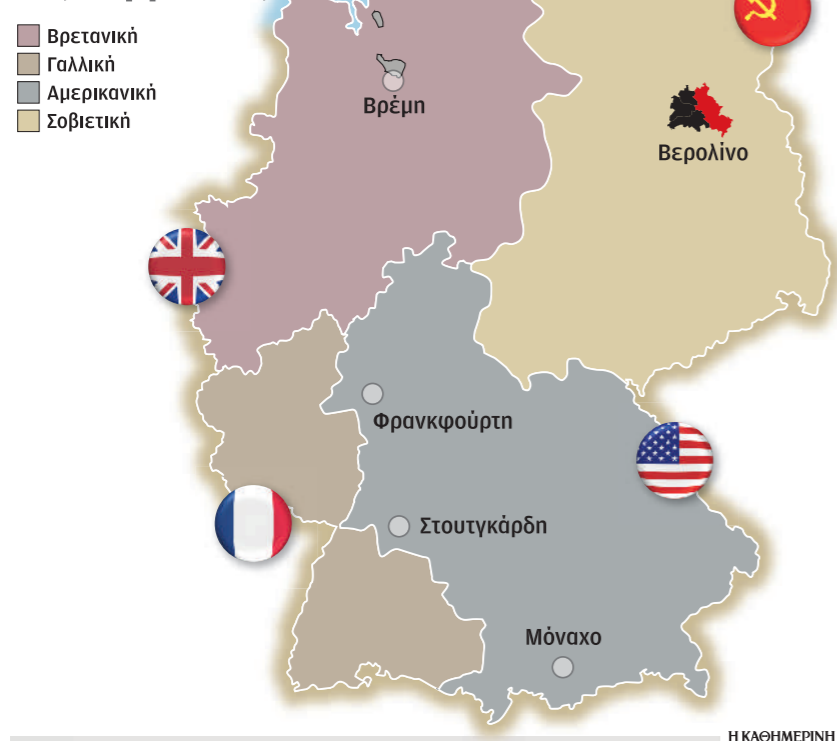 Βρετανική
Γαλλική
Αμερικανική
Σοβιετική
Βρέμη
Βερολίνο
Φρανκφούρτη
Στουτγκάρδη
Μόναχο
Η ΚΑΘΗΜΕΡΙΝΗ